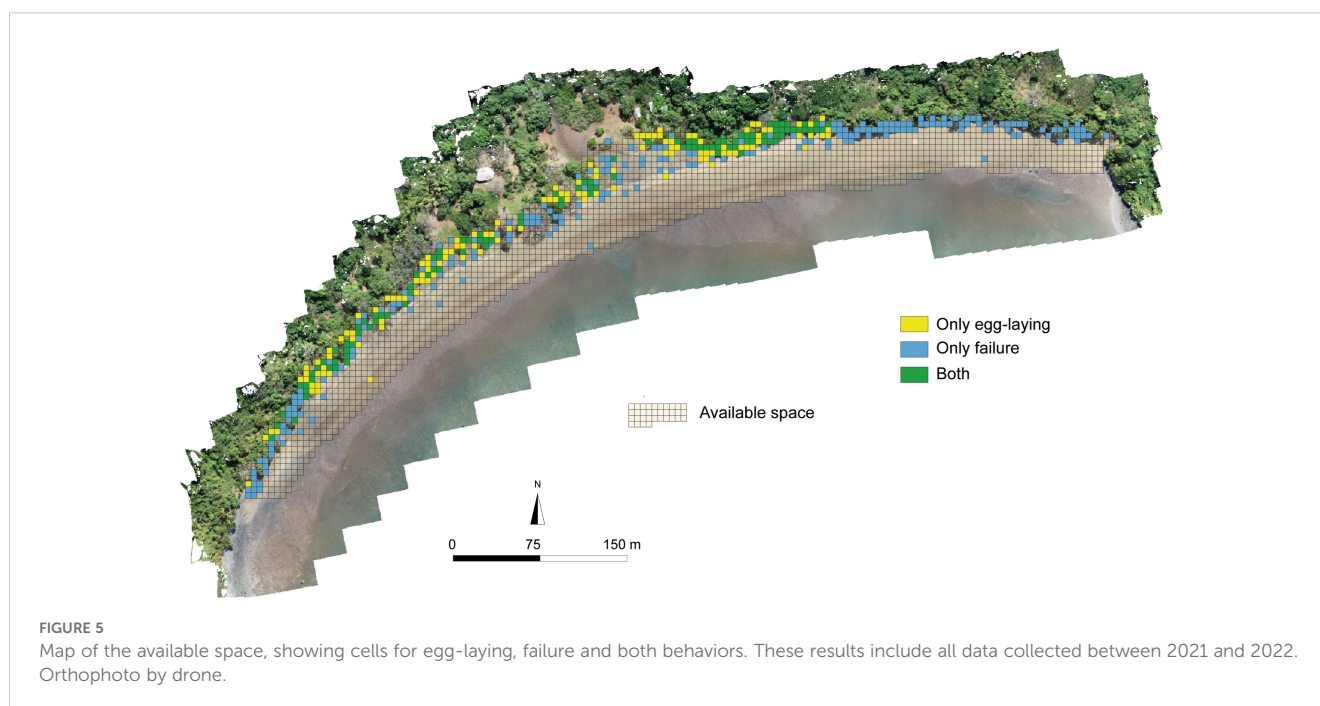 Only egg-laying
Only failure
Both
Available space
N
0 75 150 m
FIGURE 5
Map of the available space, showing cells for egg-laying, failure and both behaviors. These results include all data collected between 2021 and 2022.
Orthophoto by drone.